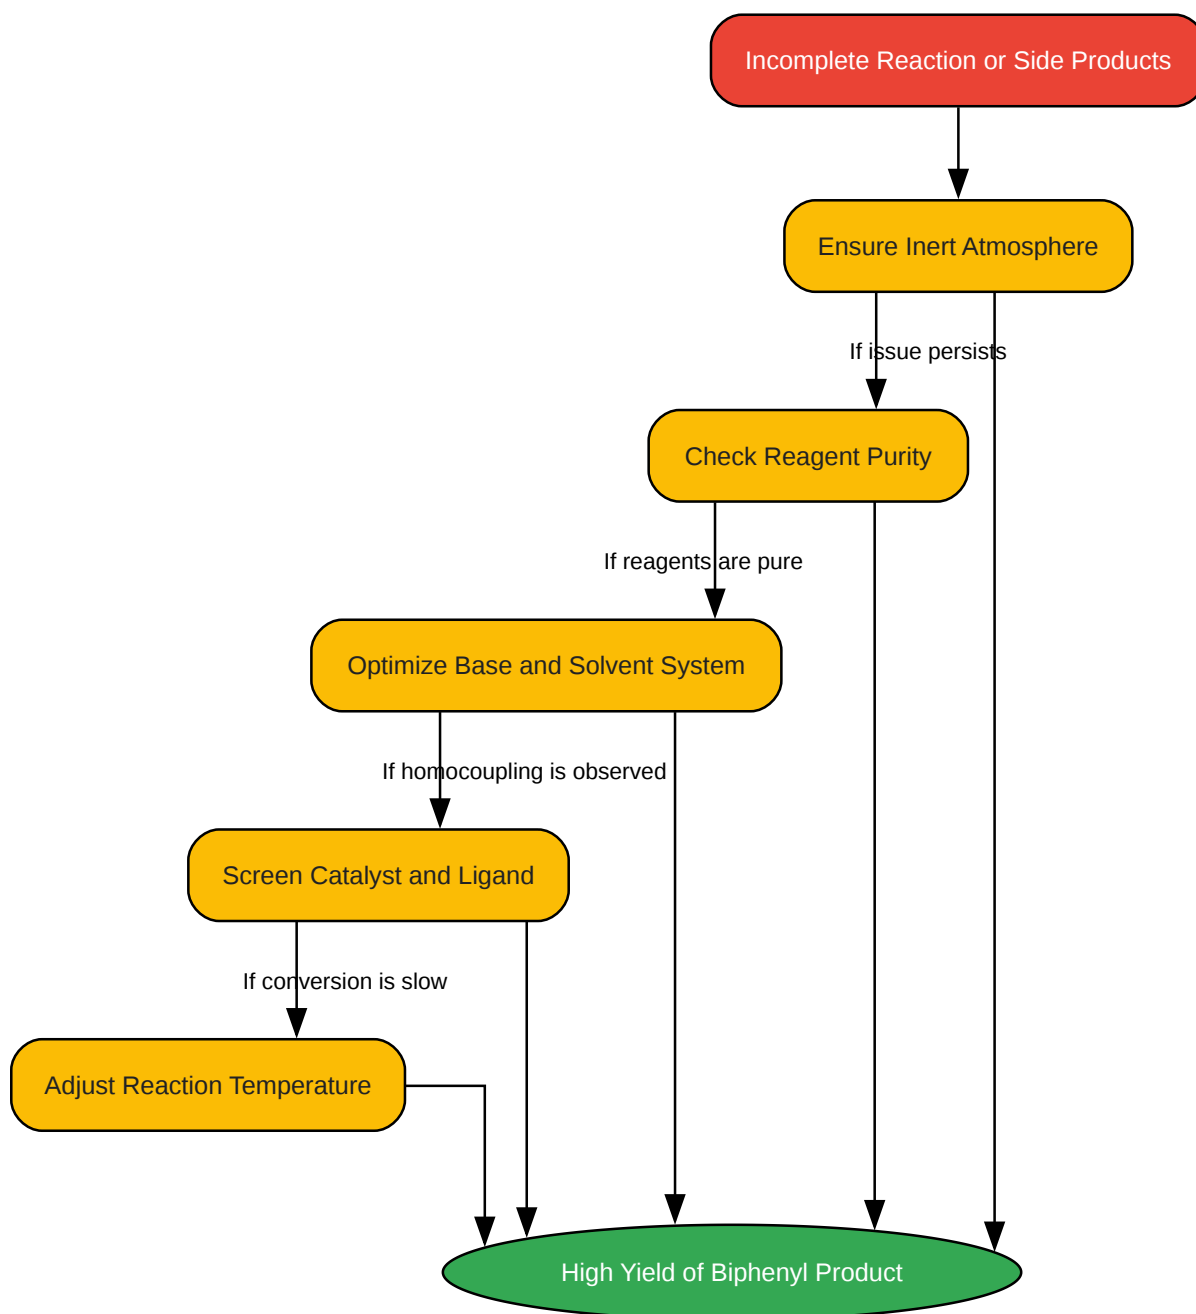 Incomplete Reaction or Side Products
Ensure Inert Atmosphere
If issue persists
Check Reagent Purity
If reagents are pure
Optimize Base and Solvent System
If homocoupling is observed
Screen Catalyst and Ligand
If conversion is slow
Adjust Reaction Temperature
High Yield of Biphenyl Product